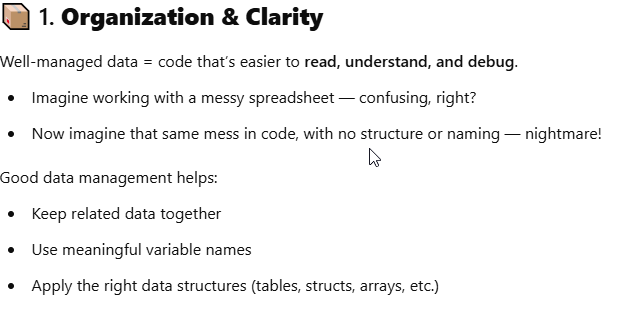 1. Organization & Clarity
Well-managed data = code that's easier to read, understand, and debug.
• Imagine working with a messy spreadsheet — confusing, right?
• Now imagine that same mess in code, with no structure or naming — nightmare!
Good data management helps:
• Keep related data together
• Use meaningful variable names
• Apply the right data structures (tables, structs, arrays, etc.)